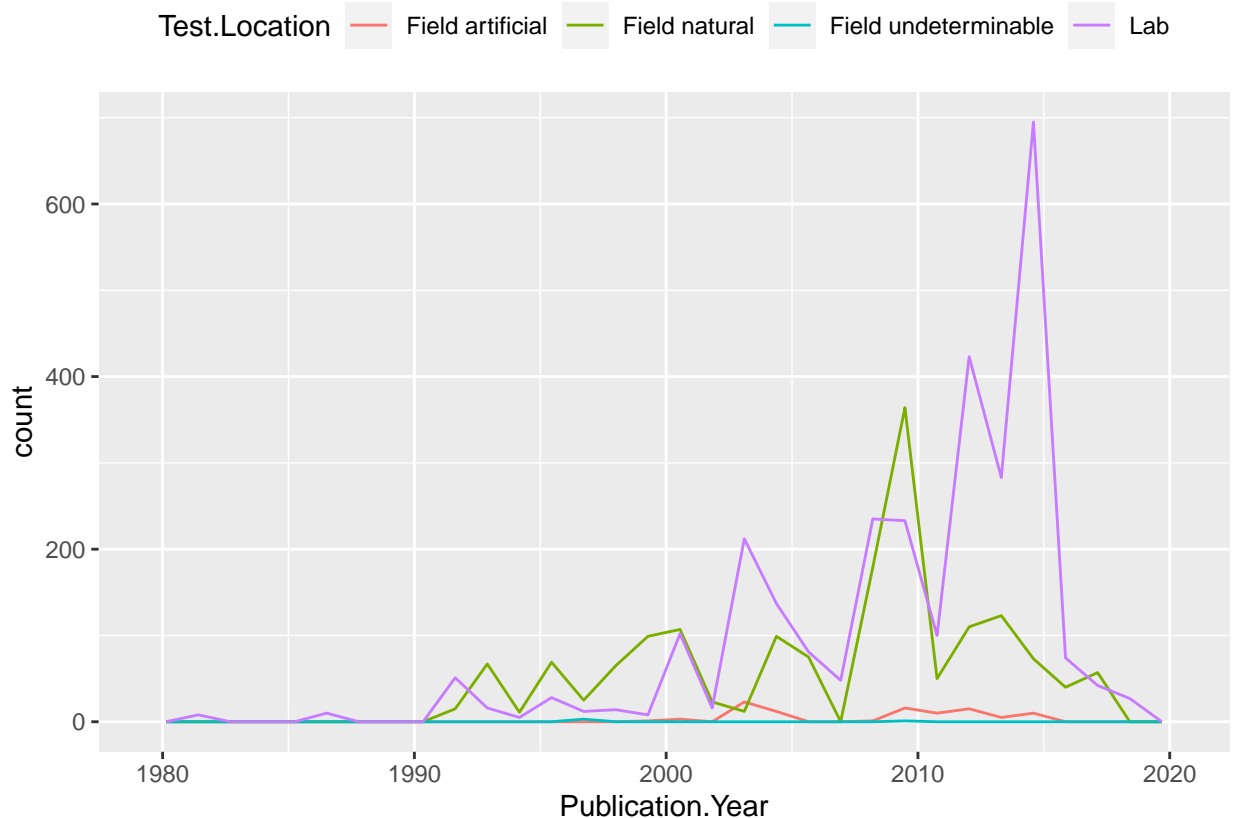 Test.Location Field artificial Field natural Field undeterminable Lab
600
400
200
0
count
1980 1990 2000 2010 2020
Publication.Year